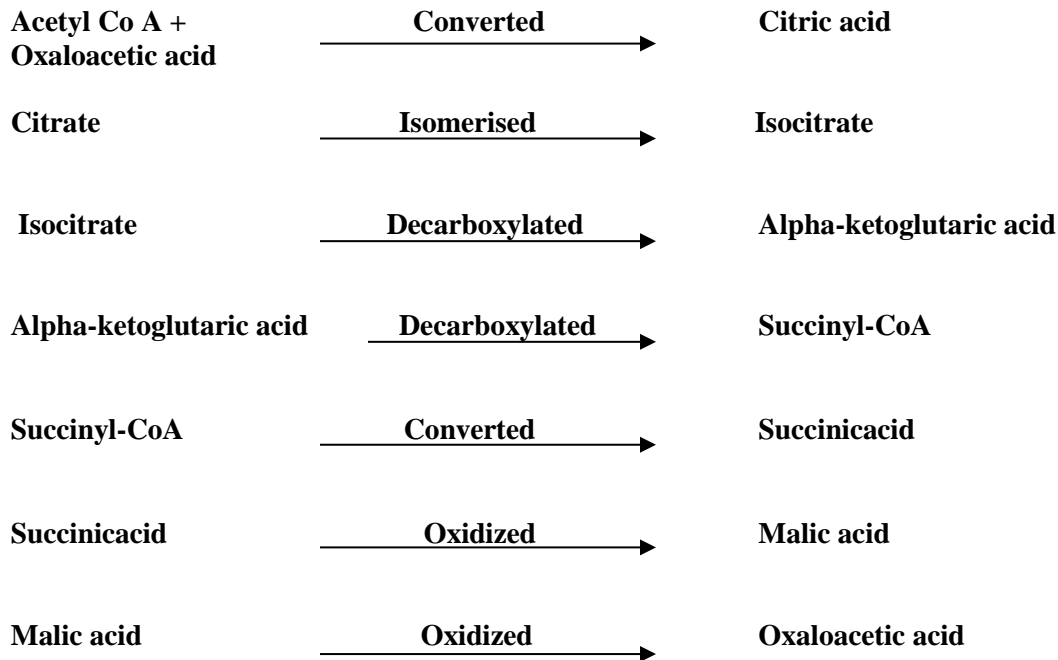 Acetyl Co A + Converted Citric acid
Oxaloacetic acid
Citrate Isomerised Isocitrate
Isocitrate Decarboxylated Alpha-ketoglutaric acid
Alpha-ketoglutaric acid Decarboxylated Succinyl-CoA
Succinyl-CoA Converted Succinicacid
Succinicacid Oxidized Malic acid
Malic acid Oxidized Oxaloacetic acid